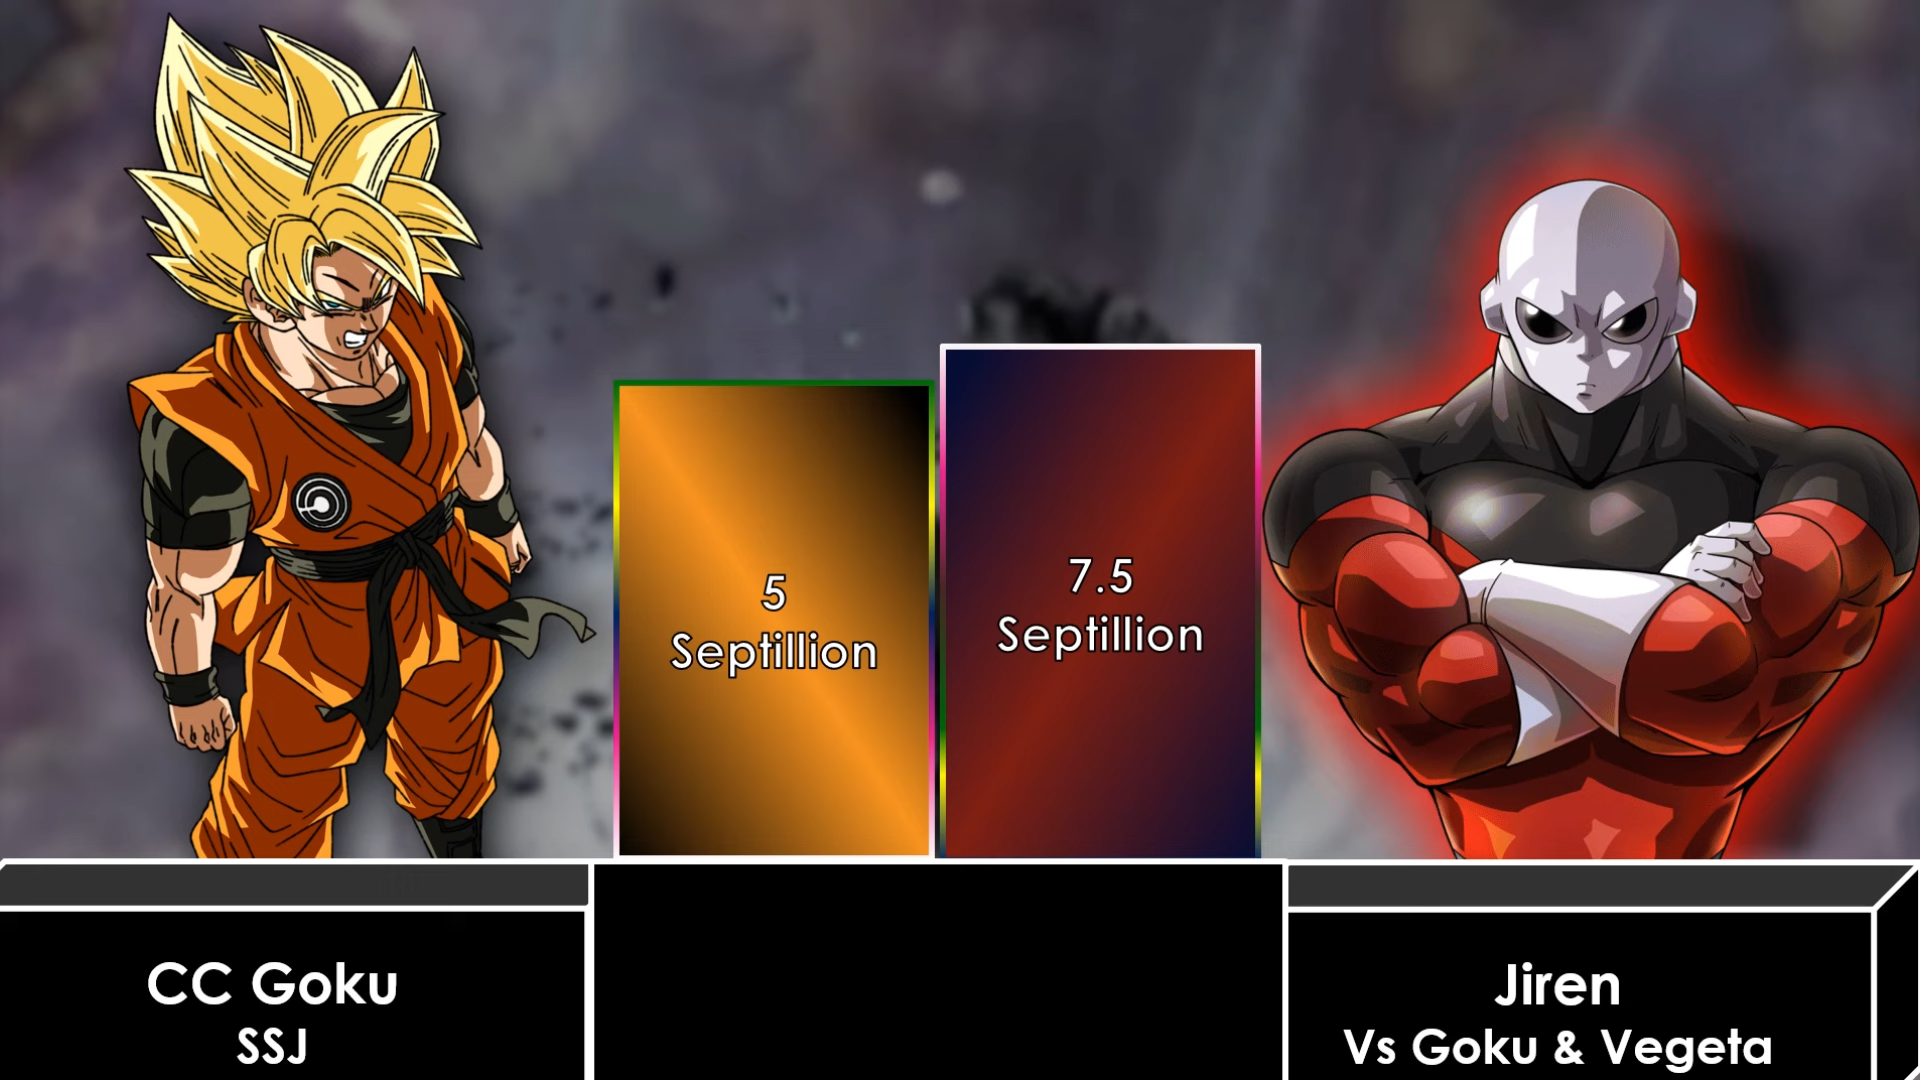 5
Septillion
7.5
Septillion
CC Goku
SSJ
Jiren
Vs Goku & Vegeta